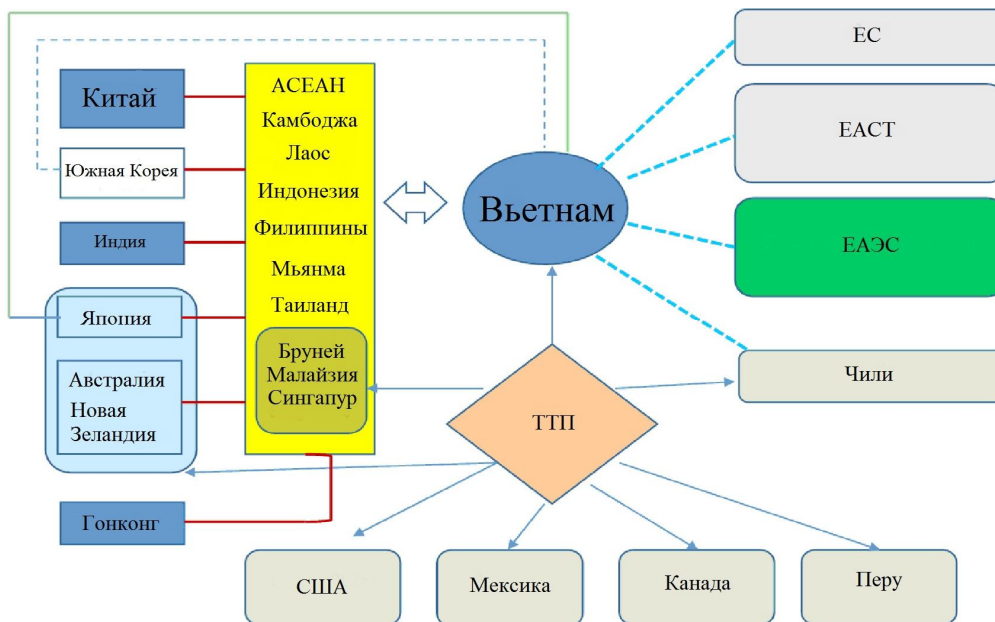 Китай
Южная Корея
Индия
Япония
Австралия
Новая
Зеландия
Гонконг
АСЕАН
Камбоджа
Лаос
Индонезия
Филиппины
Мьянма
Таиланд
Бруней
Малайзия
Сингапур
Вьетнам
ТТП
ЕС
ЕАСТ
ЕАЭС
Чили
США
Мексика
Канада
Перу